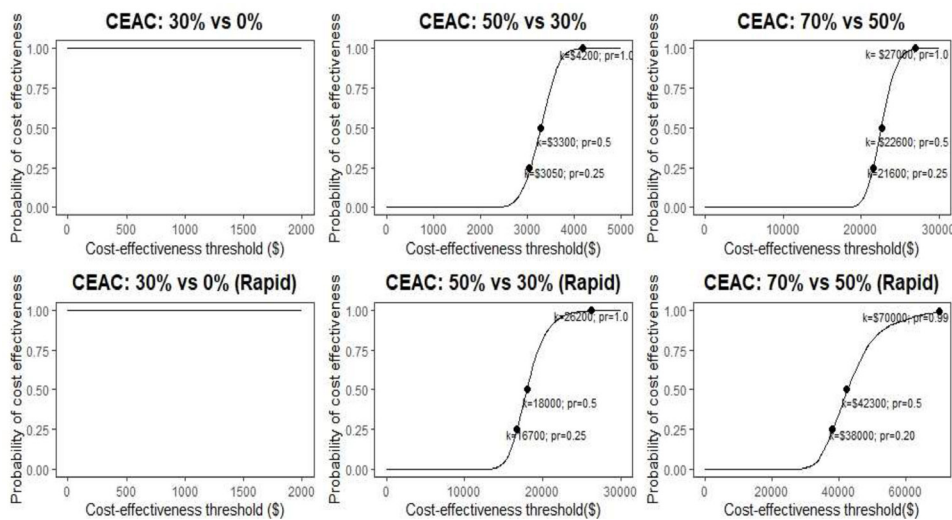 CEAC: 30% vs 0%
Probability of cost effectiveness
1.00
0.75
0.50
0.25
0.00
0 500 1000 1500 2000
Cost-effectiveness threshold ($)
CEAC: 50% vs 30%
Probability of cost effectiveness
1.00
0.75
0.50
0.25
0.00
k=$4200; pr=1.0
k=$3300; pr=0.5
k=$3050; pr=0.25
0 1000 2000 3000 4000 5000
Cost-effectiveness threshold($)
CEAC: 70% vs 50%
Probability of cost effectiveness
1.00
0.75
0.50
0.25
0.00
k= $27000; pr=1.0
k= $22600; pr=0.5
k=21600; pr=0.25
0 10000 20000 30000
Cost-effectiveness threshold($)
CEAC: 30% vs 0% (Rapid)
Probability of cost effectiveness
1.00
0.75
0.50
0.25
0.00
0 500 1000 1500 2000
Cost-effectiveness threshold ($)
CEAC: 50% vs 30% (Rapid)
Probability of cost effectiveness
1.00
0.75
0.50
0.25
0.00
k=26200; pr=1.0
k=18000; pr=0.5
k=16700; pr=0.25
0 10000 20000 30000
Cost-effectiveness threshold($)
CEAC: 70% vs 50% (Rapid)
Probability of cost effectiveness
1.00
0.75
0.50
0.25
0.00
k=$70000; pr=0.99
k=$42300; pr=0.5
k=$38000; pr=0.20
0 20000 40000 60000
Cost-effectiveness threshold($)